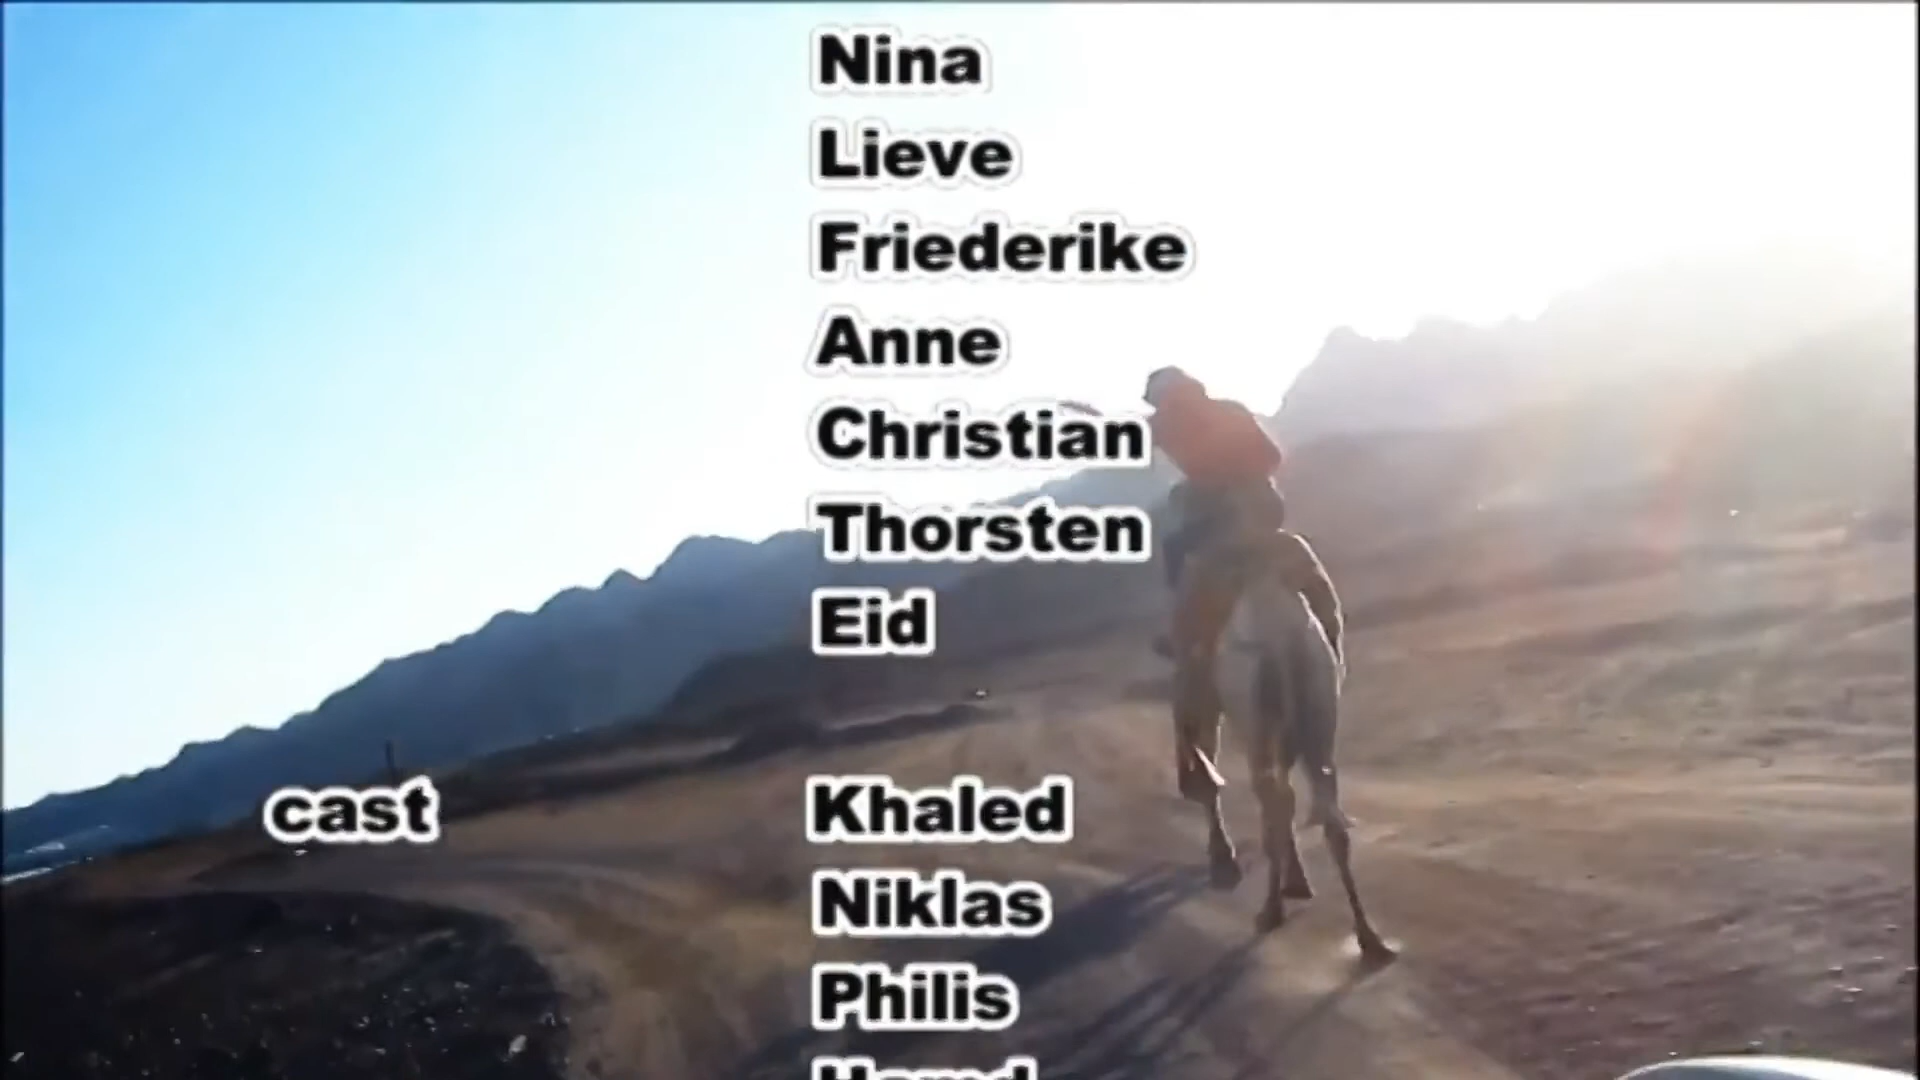 Nina
Lieve
Friederike
Anne
Christian
Thorsten
Eid
cast Khaled
Niklas
Philis